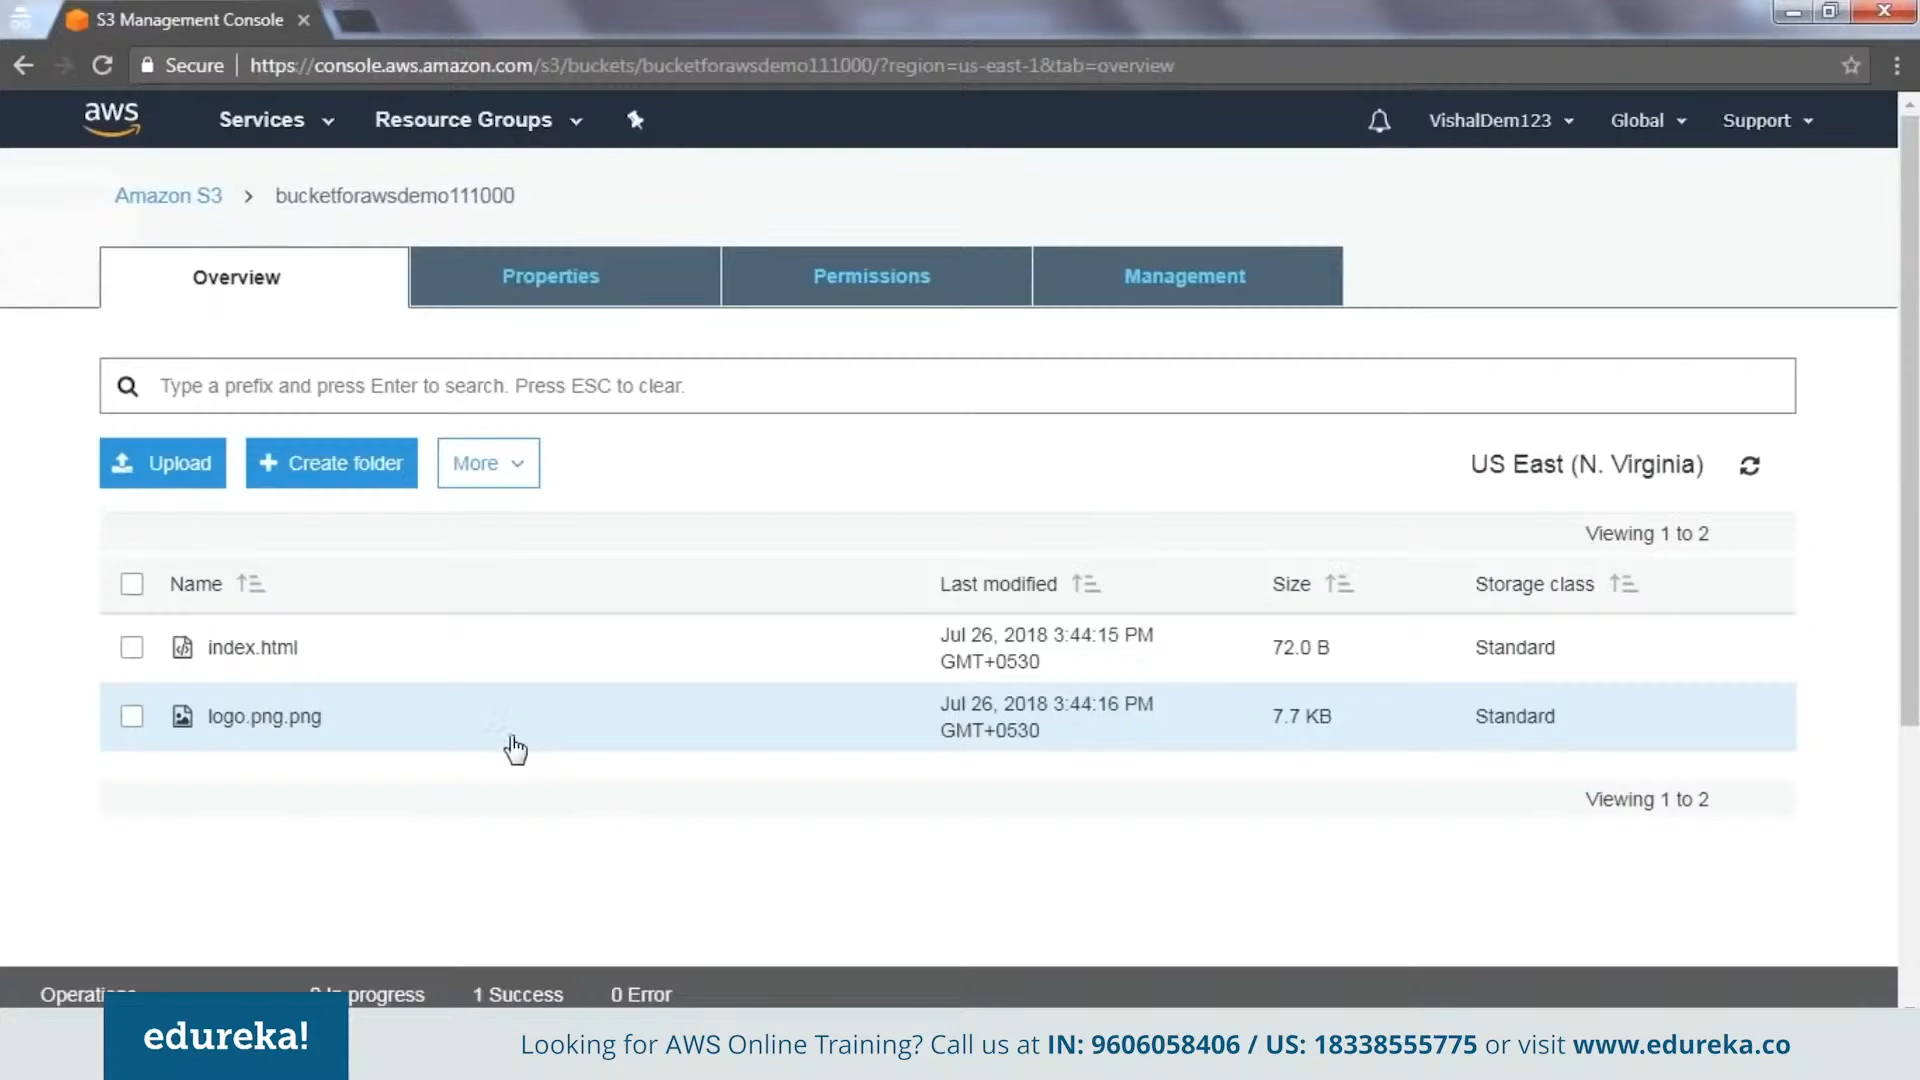 S3 Management Console
Secure https://console.aws.amazon.com/s3/buckets/bucketforawsdemo111000/?region=us-east-1&tab=overview
aws Services Resource Groups VishalDem123 Global Support
Amazon S3 > bucketforawsdemo111000
Overview Properties Permissions Management
Type a prefix and press Enter to search. Press ESC to clear.
Upload Create folder More US East (N. Virginia)
Viewing 1 to 2
Name Last modified Size Storage class
index.html Jul 26, 2018 3:44:15 PM GMT+0530 72.0 B Standard
logo.png.png Jul 26, 2018 3:44:16 PM GMT+0530 7.7 KB Standard
Viewing 1 to 2
progress 1 Success 0 Error
edureka! Looking for AWS Online Training? Call us at IN: 9606058406 / US: 18338555775 or visit www.edureka.co